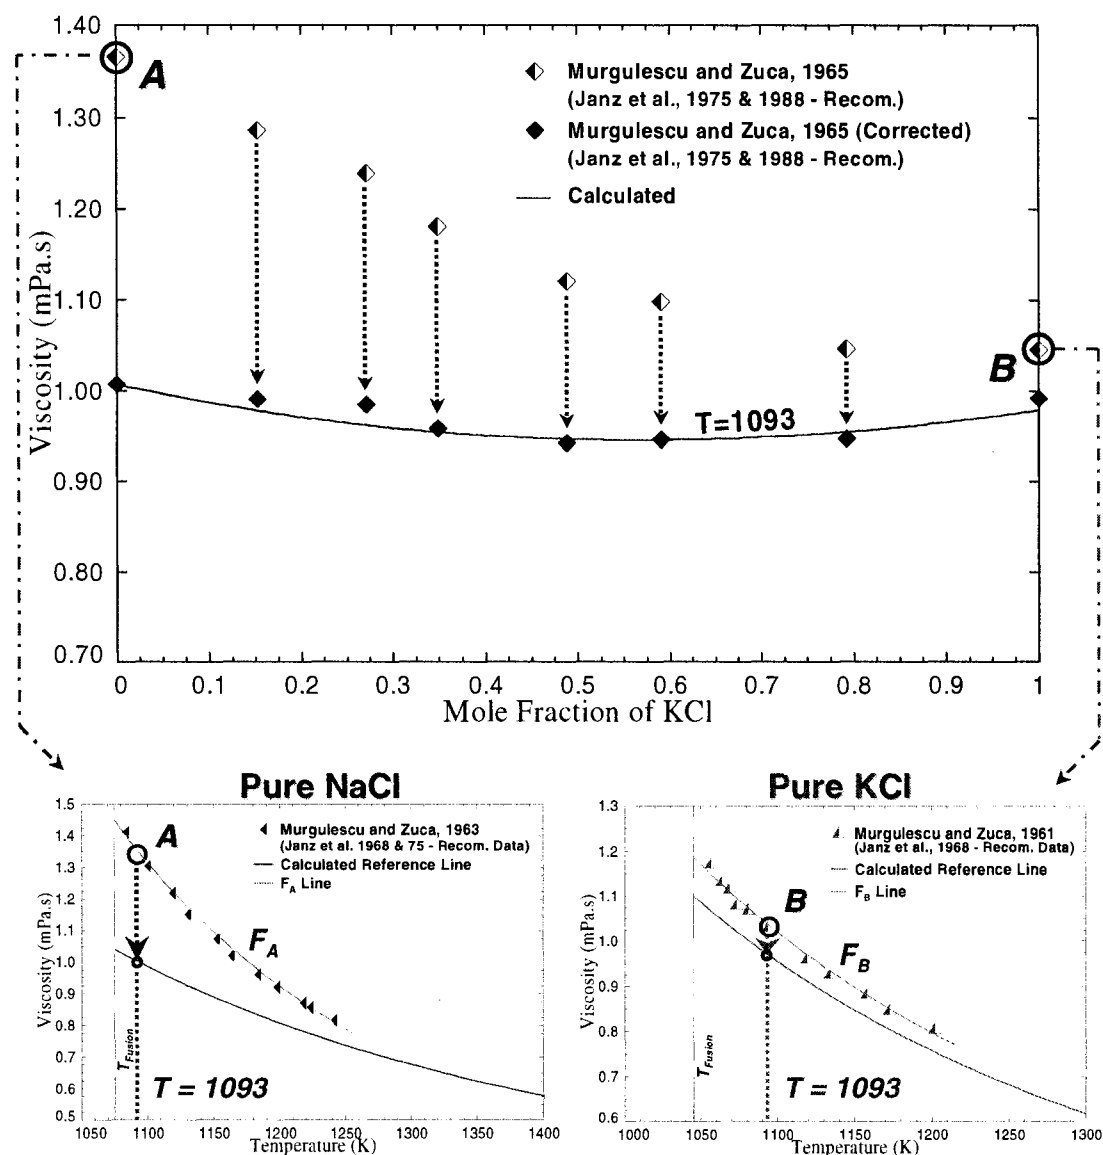 1.40
1.30
1.20
1.10
1.00
0.90
0.80
0.70
Viscosity (mPa.s)
A
Murgulescu and Zuca, 1965
(Janz et al., 1975 & 1988 - Recom.)
Murgulescu and Zuca, 1965 (Corrected)
(Janz et al., 1975 & 1988 - Recom.)
Calculated
B
T=1093
0 0.1 0.2 0.3 0.4 0.5 0.6 0.7 0.8 0.9 1
Mole Fraction of KCl
Pure NaCl
1.5
1.4
1.3
1.2
1.1
1.0
0.9
0.8
0.7
0.6
0.5
Viscosity (mPa.s)
A
Murgulescu and Zuca, 1963
(Janz et al. 1968 & 75 - Recom. Data)
Calculated Reference Line
F_A Line
F_A
T_Fusion
T = 1093
1050 1100 1150 1200 1250 1300 1350 1400
Temperature (K)
Pure KCl
1.3
1.2
1.1
1.0
0.9
0.8
0.7
0.6
Viscosity (mPa.s)
Murgulescu and Zuca, 1961
(Janz et al., 1968 - Recom. Data)
Calculated Reference Line
F_B Line
B
F_B
T_Fusion
T = 1093
1000 1050 1100 1150 1200 1250 1300
Temperature (K)